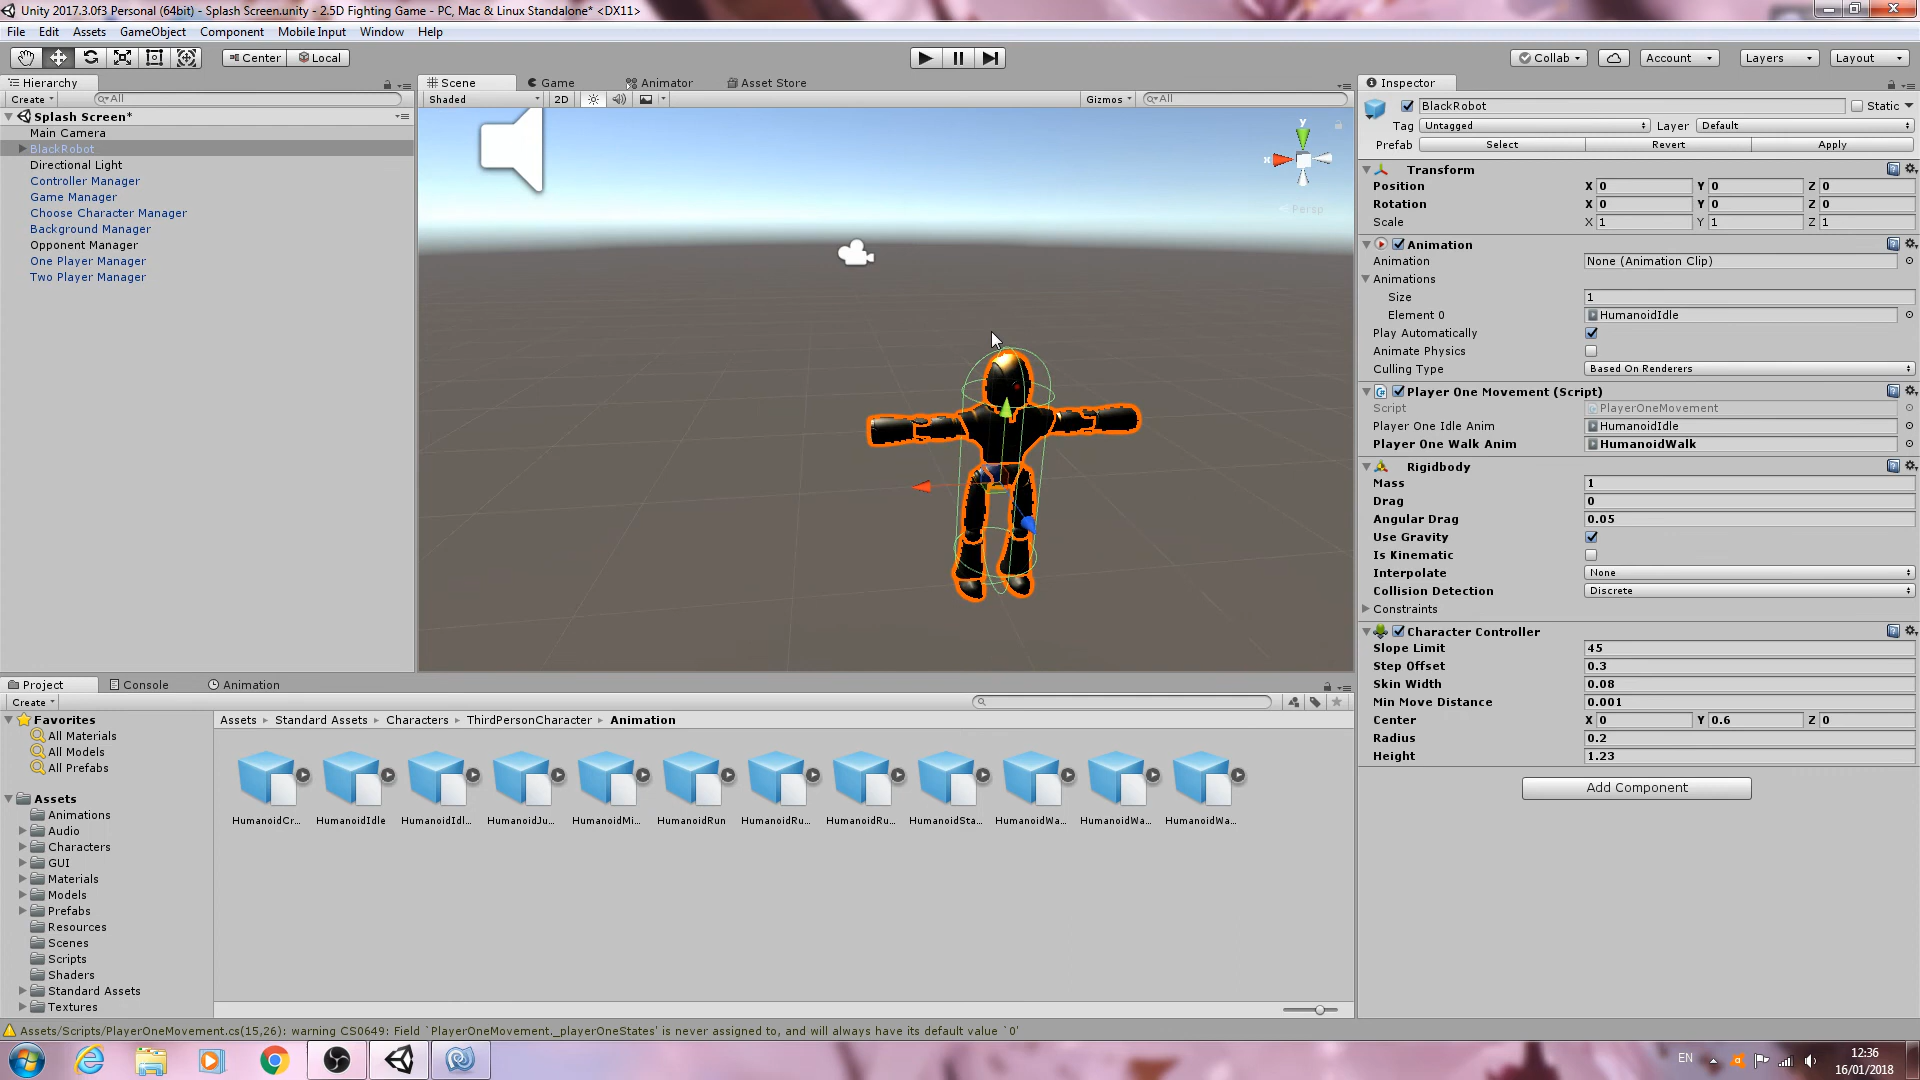 Unity 2017.3.0f3 Personal (64bit) - Splash Screen.unity - 2.5D Fighting Game - PC, Mac & Linux Standalone* <DX11>
File Edit Assets GameObject Component Mobile Input Window Help
Center Local Collab Account Layers Layout
Hierarchy
Create All
Splash Screen*
Main Camera
BlackRobot
Directional Light
Controller Manager
Game Manager
Choose Character Manager
Background Manager
Opponent Manager
One Player Manager
Two Player Manager
Scene Game Animator Asset Store
Shaded 2D Gizmos All
y
x
Persp
Inspector
BlackRobot Static
Tag Untagged Layer Default
Prefab Select Revert Apply
Transform
Position X 0 Y 0 Z 0
Rotation X 0 Y 0 Z 0
Scale X 1 Y 1 Z 1
Animation
Animation None (Animation Clip)
Animations
Size 1
Element 0 HumanoidIdle
Play Automatically
Animate Physics
Culling Type Based On Renderers
Player One Movement (Script)
Script PlayerOneMovement
Player One Idle Anim HumanoidIdle
Player One Walk Anim HumanoidWalk
Rigidbody
Mass 1
Drag 0
Angular Drag 0.05
Use Gravity
Is Kinematic
Interpolate None
Collision Detection Discrete
Constraints
Character Controller
Slope Limit 45
Step Offset 0.3
Skin Width 0.08
Min Move Distance 0.001
Center X 0 Y 0.6 Z 0
Radius 0.2
Height 1.23
Add Component
Project Console Animation
Create
Favorites
All Materials
All Models
All Prefabs
Assets
Animations
Audio
Characters
GUI
Materials
Models
Prefabs
Resources
Scenes
Scripts
Shaders
Standard Assets
Textures
Assets Standard Assets Characters ThirdPersonCharacter Animation
HumanoidCr... HumanoidIdle HumanoidIdl... HumanoidJu... HumanoidMi... HumanoidRun HumanoidRu... HumanoidRu... HumanoidSta... HumanoidWa... HumanoidWa... HumanoidWa...
Assets/Scripts/PlayerOneMovement.cs(15,26): warning CS0649: Field `PlayerOneMovement._playerOneStates' is never assigned to, and will always have its default value `0'
EN
12:36
16/01/2018